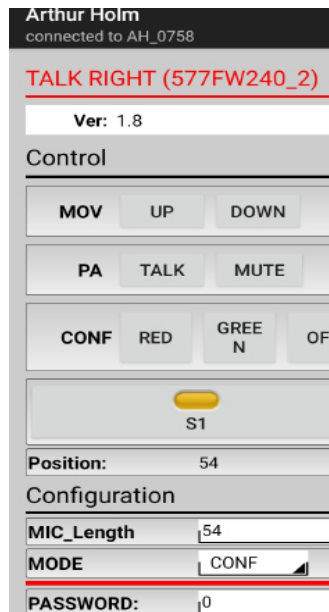 Arthur Holm
connected to AH_0758
TALK RIGHT (577FW240_2)
Ver: 1.8
Control
MOV UP DOWN
PA TALK MUTE
CONF RED GREE
N OF
S1
Position: 54
Configuration
MIC_Length 54
MODE CONF
PASSWORD: 0